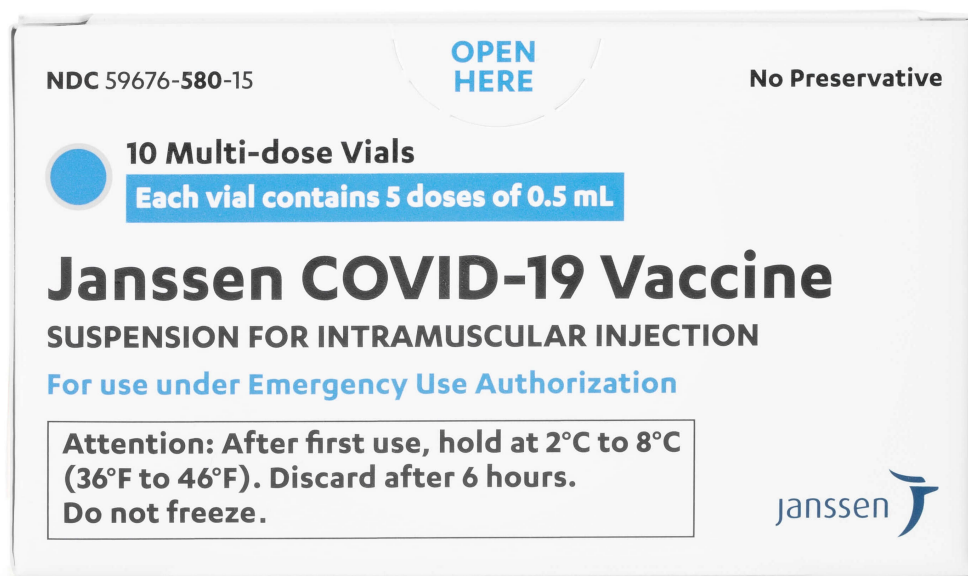 OPEN
HERE
NDC 59676-580-15
No Preservative
10 Multi-dose Vials
Each vial contains 5 doses of 0.5 mL
Janssen COVID-19 Vaccine
SUSPENSION FOR INTRAMUSCULAR INJECTION
For use under Emergency Use Authorization
Attention: After first use, hold at 2°C to 8°C
(36°F to 46°F). Discard after 6 hours.
Do not freeze.
janssen